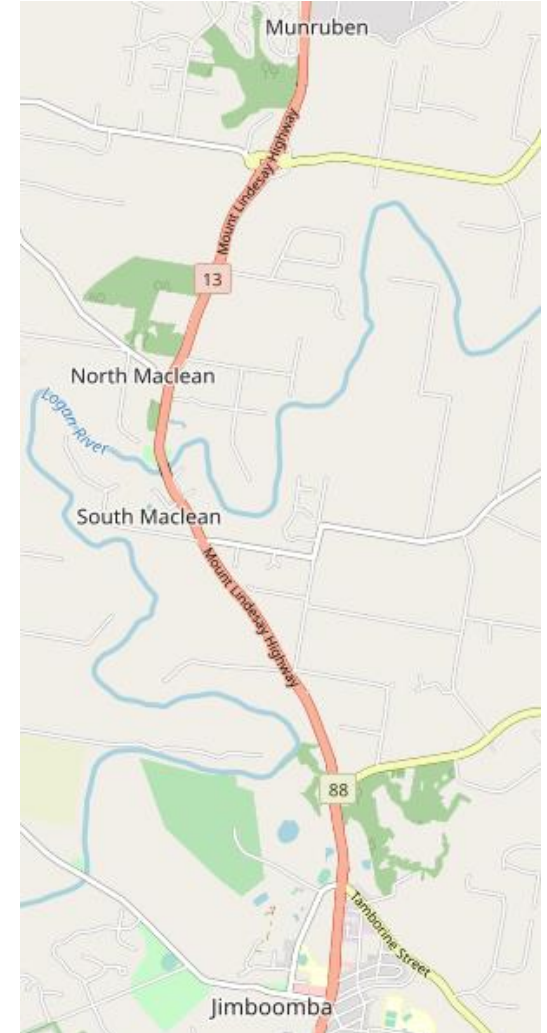 Munruben
Mount Lindesay Highway
13
North Maclean
Logan River
South Maclean
Mount Lindesay Highway
88
Tamborine Street
Jimboomba